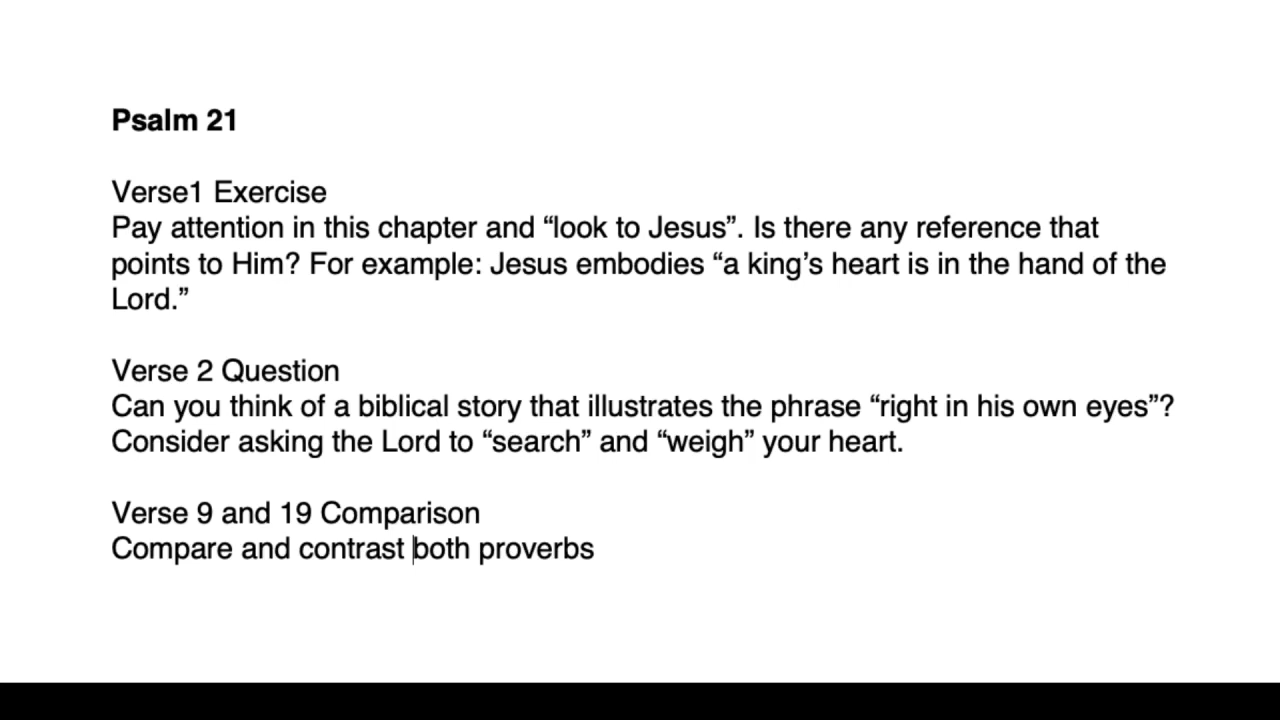 Psalm 21
Verse1 Exercise
Pay attention in this chapter and “look to Jesus”. Is there any reference that
points to Him? For example: Jesus embodies “a king’s heart is in the hand of the
Lord.”
Verse 2 Question
Can you think of a biblical story that illustrates the phrase “right in his own eyes”?
Consider asking the Lord to “search” and “weigh” your heart.
Verse 9 and 19 Comparison
Compare and contrast both proverbs